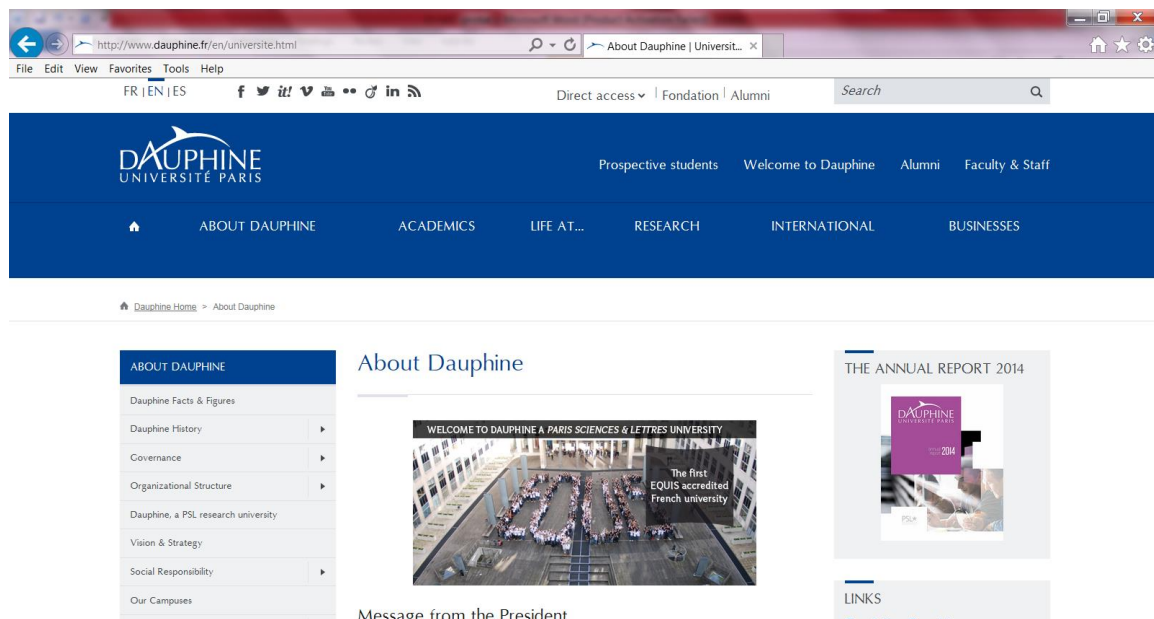 http://www.dauphine.fr/en/universite.html
About Dauphine | Universit...
File Edit View Favorites Tools Help
FR | EN | ES
Direct access | Fondation | Alumni
Search
DAUPHINE
UNIVERSITÉ PARIS
Prospective students Welcome to Dauphine Alumni Faculty & Staff
ABOUT DAUPHINE ACADEMICS LIFE AT... RESEARCH INTERNATIONAL BUSINESSES
Dauphine Home > About Dauphine
ABOUT DAUPHINE
Dauphine Facts & Figures
Dauphine History
Governance
Organizational Structure
Dauphine, a PSL research university
Vision & Strategy
Social Responsibility
Our Campuses
About Dauphine
WELCOME TO DAUPHINE A PARIS SCIENCES & LETTRES UNIVERSITY
The first
EQUIS accredited
French university
EQUIS
Message from the President
THE ANNUAL REPORT 2014
DAUPHINE
UNIVERSITÉ PARIS
2014
PSL
LINKS